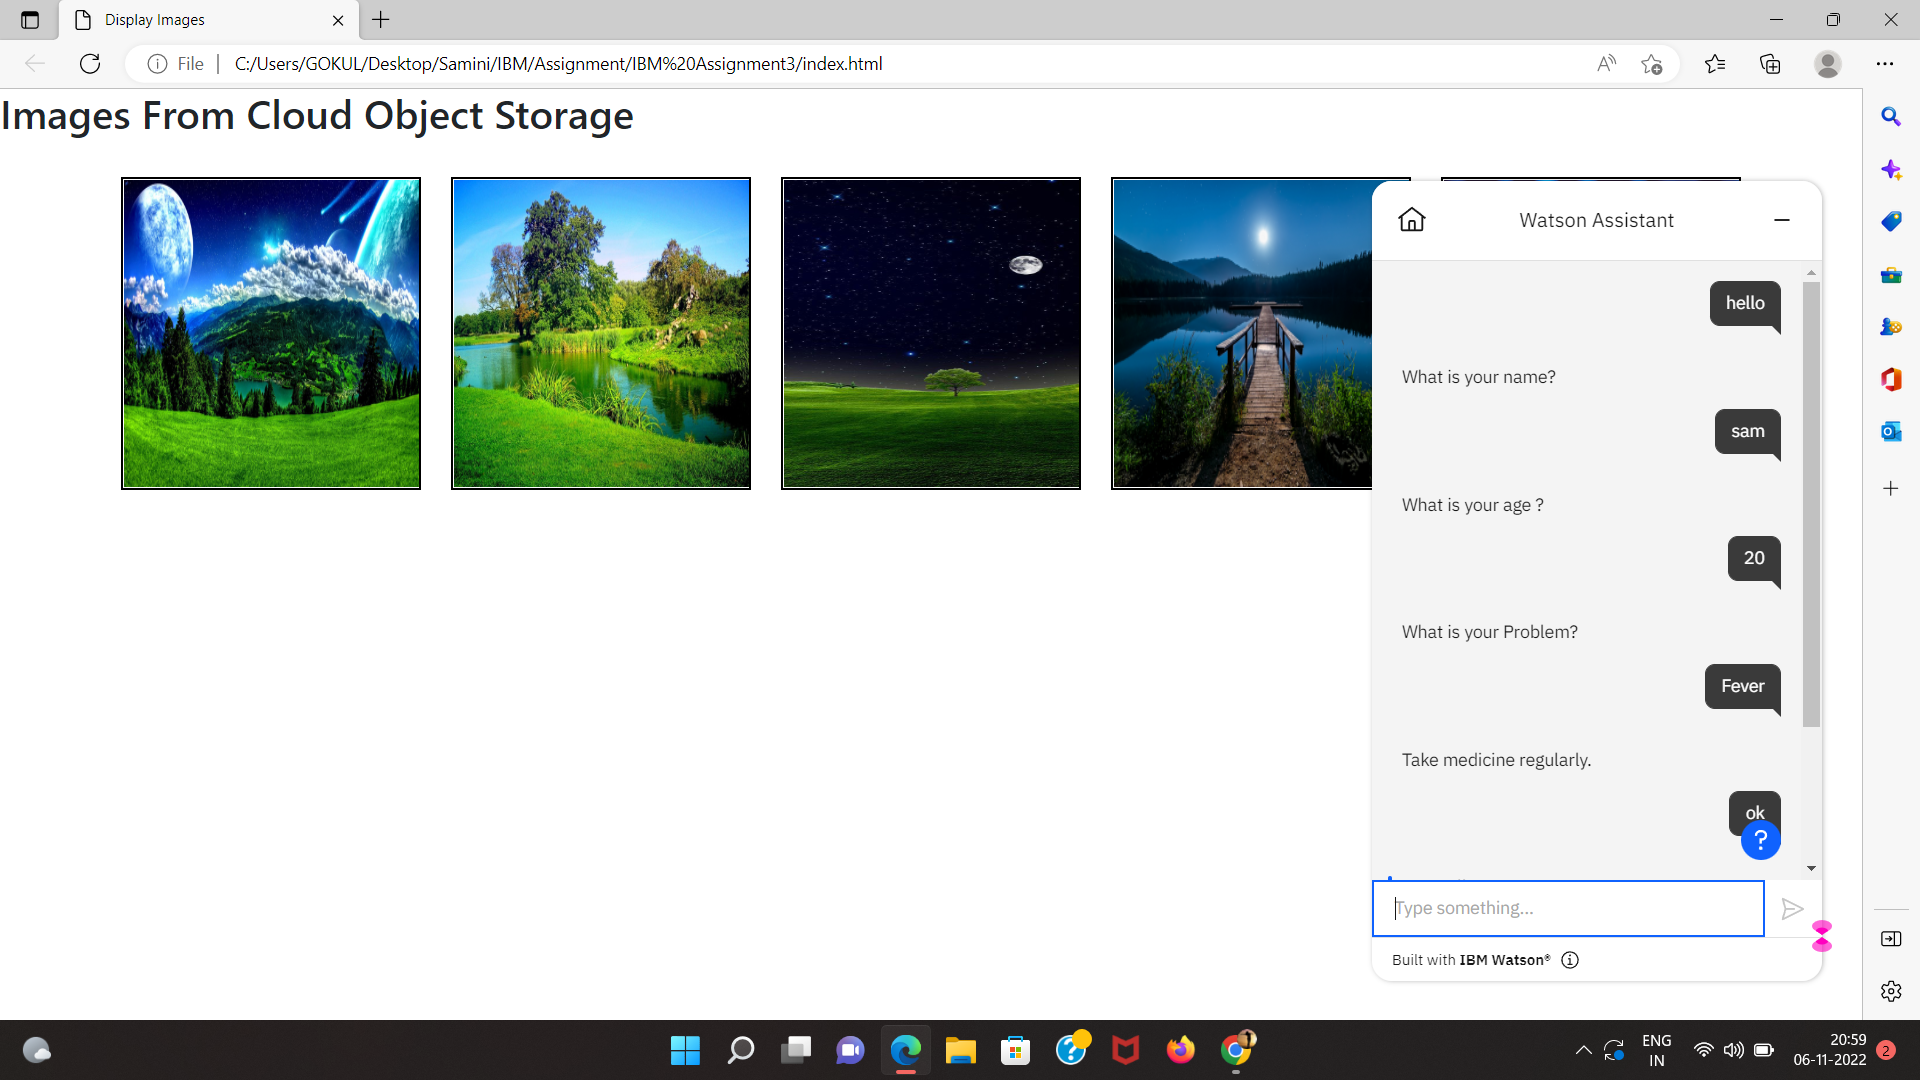 Display Images
File
C:/Users/GOKUL/Desktop/Samini/IBM/Assignment/IBM%20Assignment3/index.html
Images From Cloud Object Storage
Watson Assistant
hello
What is your name?
sam
What is your age ?
20
What is your Problem?
Fever
Take medicine regularly.
ok
?
Type something...
Built with IBM Watson®
ENG
IN
20:59
06-11-2022
2